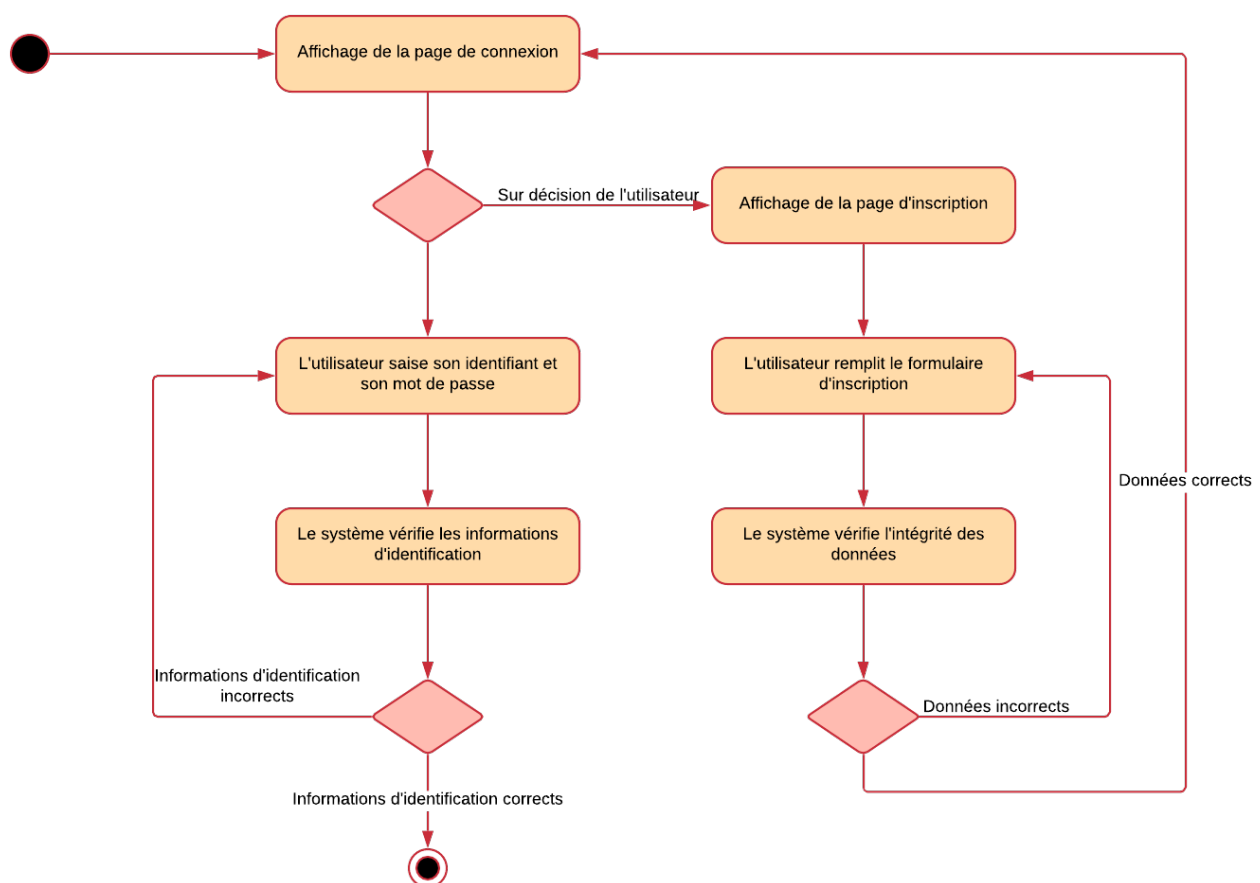 Affichage de la page de connexion
Sur décision de l'utilisateur
Affichage de la page d'inscription
L'utilisateur saise son identifiant et
son mot de passe
L'utilisateur remplit le formulaire
d'inscription
Données corrects
Le système vérifie les informations
d'identification
Le système vérifie l'intégrité des
données
Informations d'identification
incorrects
Données incorrects
Informations d'identification corrects